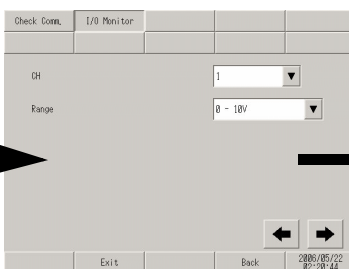 Check Comm. I/O Monitor
CH 1
Range 0 - 10V
Exit Back 2006/05/22
02:20:44